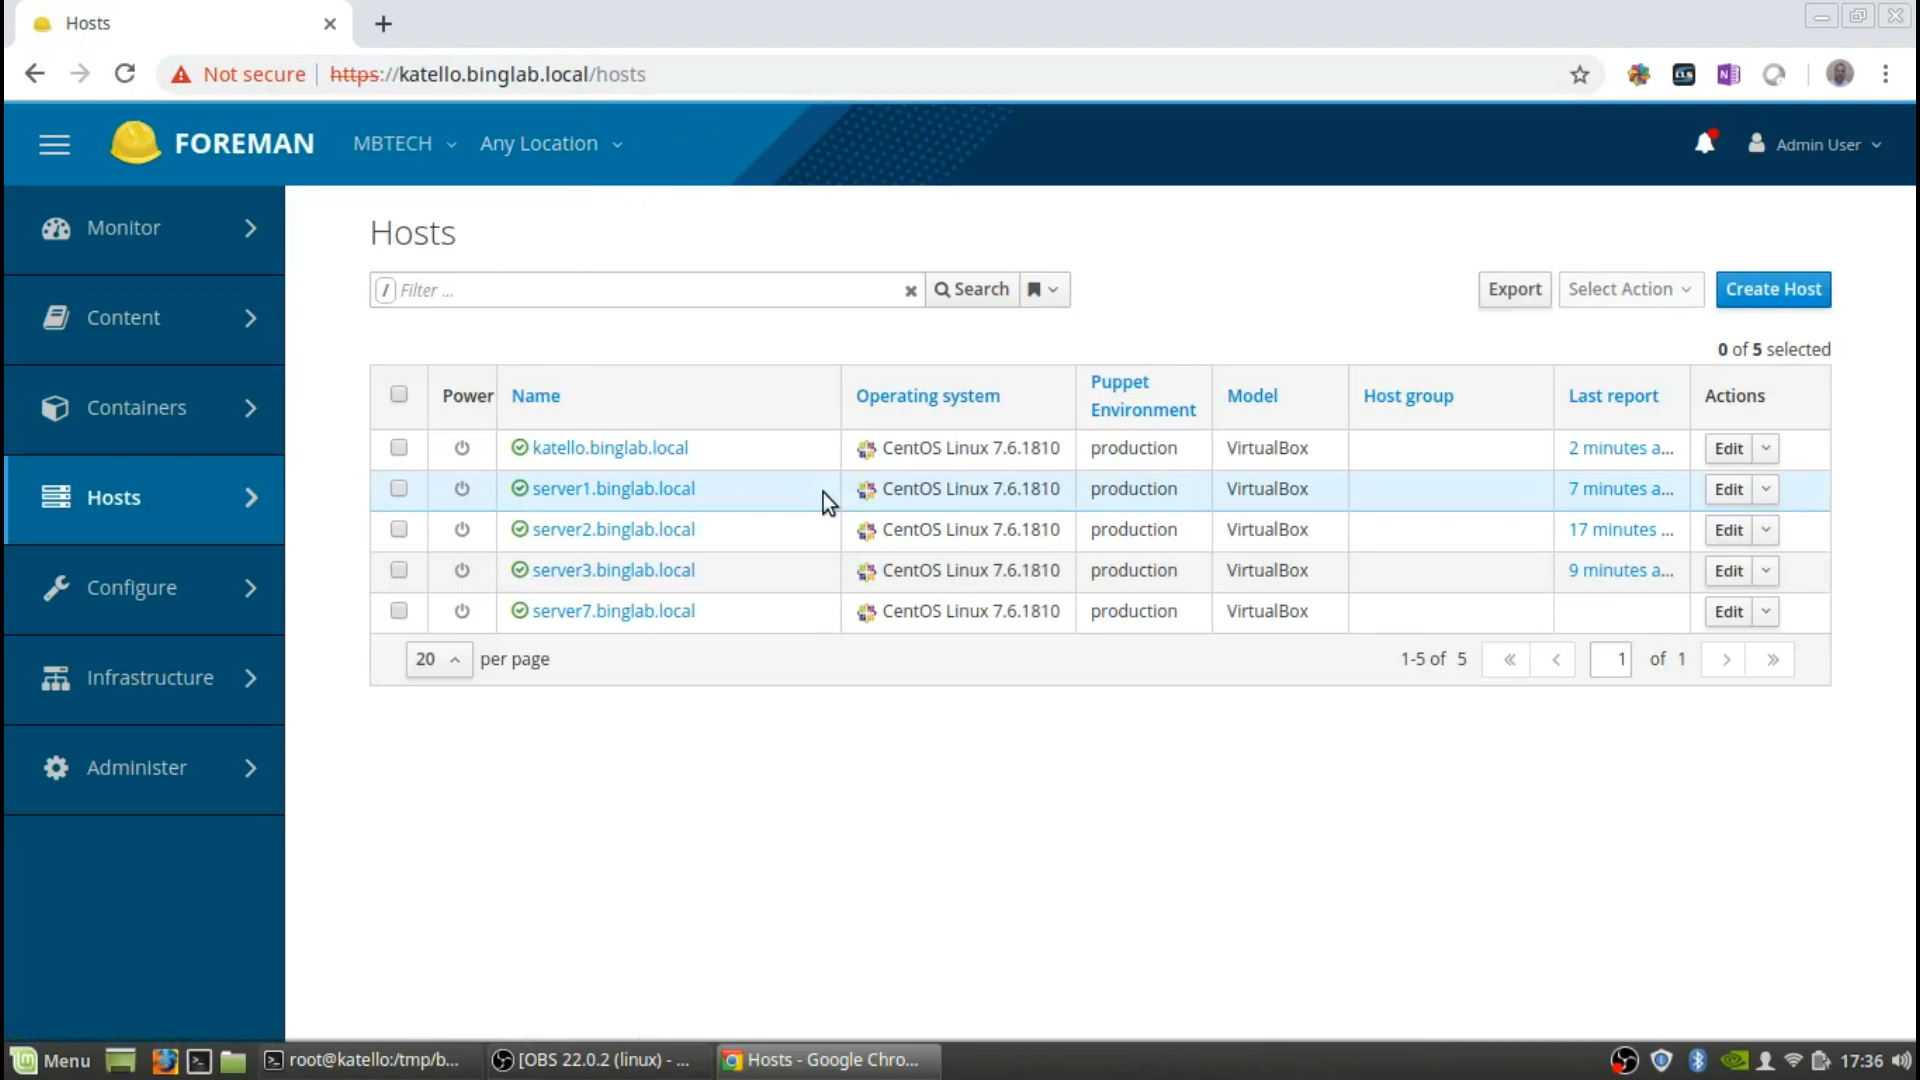 Hosts
Not secure | https://katello.binglab.local/hosts
FOREMAN MBTECH Any Location Admin User
Monitor
Content
Containers
Hosts
Configure
Infrastructure
Administer
Hosts
/ Filter ... Search Export Select Action Create Host
0 of 5 selected
Power Name Operating system Puppet Environment Model Host group Last report Actions
katello.binglab.local CentOS Linux 7.6.1810 production VirtualBox 2 minutes a... Edit
server1.binglab.local CentOS Linux 7.6.1810 production VirtualBox 7 minutes a... Edit
server2.binglab.local CentOS Linux 7.6.1810 production VirtualBox 17 minutes ... Edit
server3.binglab.local CentOS Linux 7.6.1810 production VirtualBox 9 minutes a... Edit
server7.binglab.local CentOS Linux 7.6.1810 production VirtualBox Edit
20 per page 1-5 of 5 « < 1 of 1 > »
Menu root@katello:/tmp/b... [OBS 22.0.2 (linux) - ... Hosts - Google Chro... 17:36